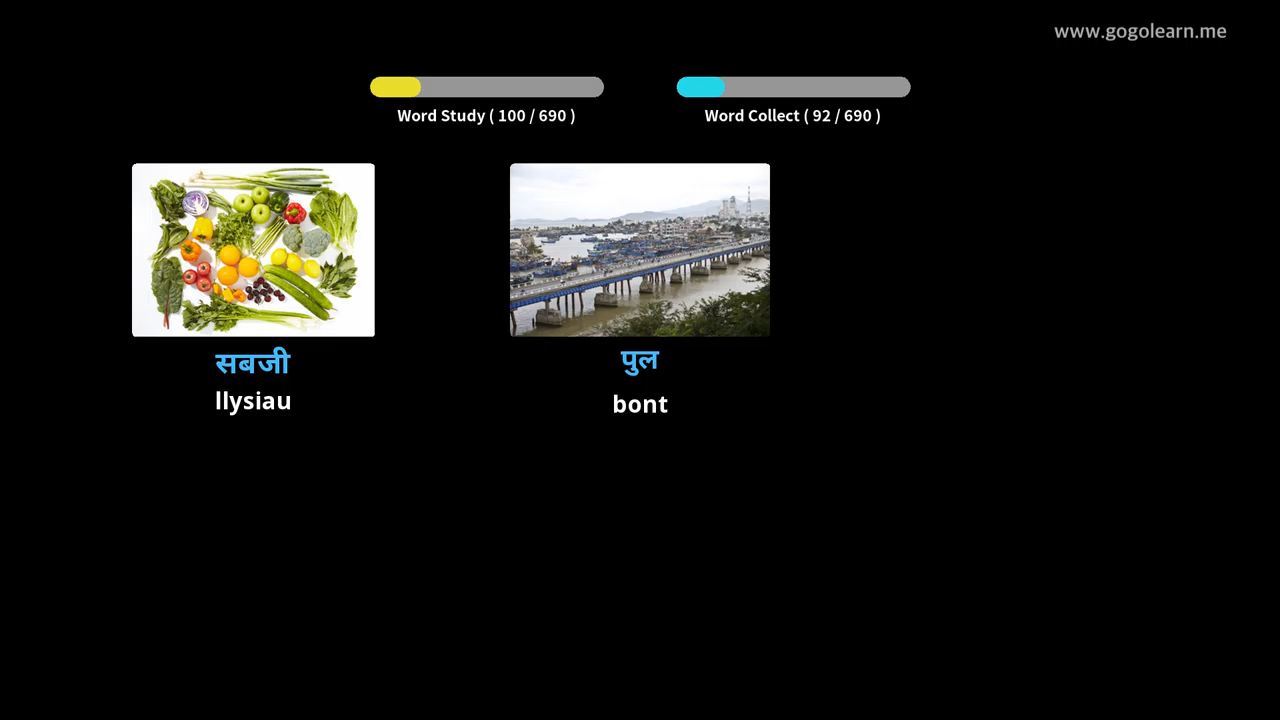 www.gogolearn.me
Word Study ( 100 / 690 )
Word Collect ( 92 / 690 )
सबजी
llysiau
पुल
bont